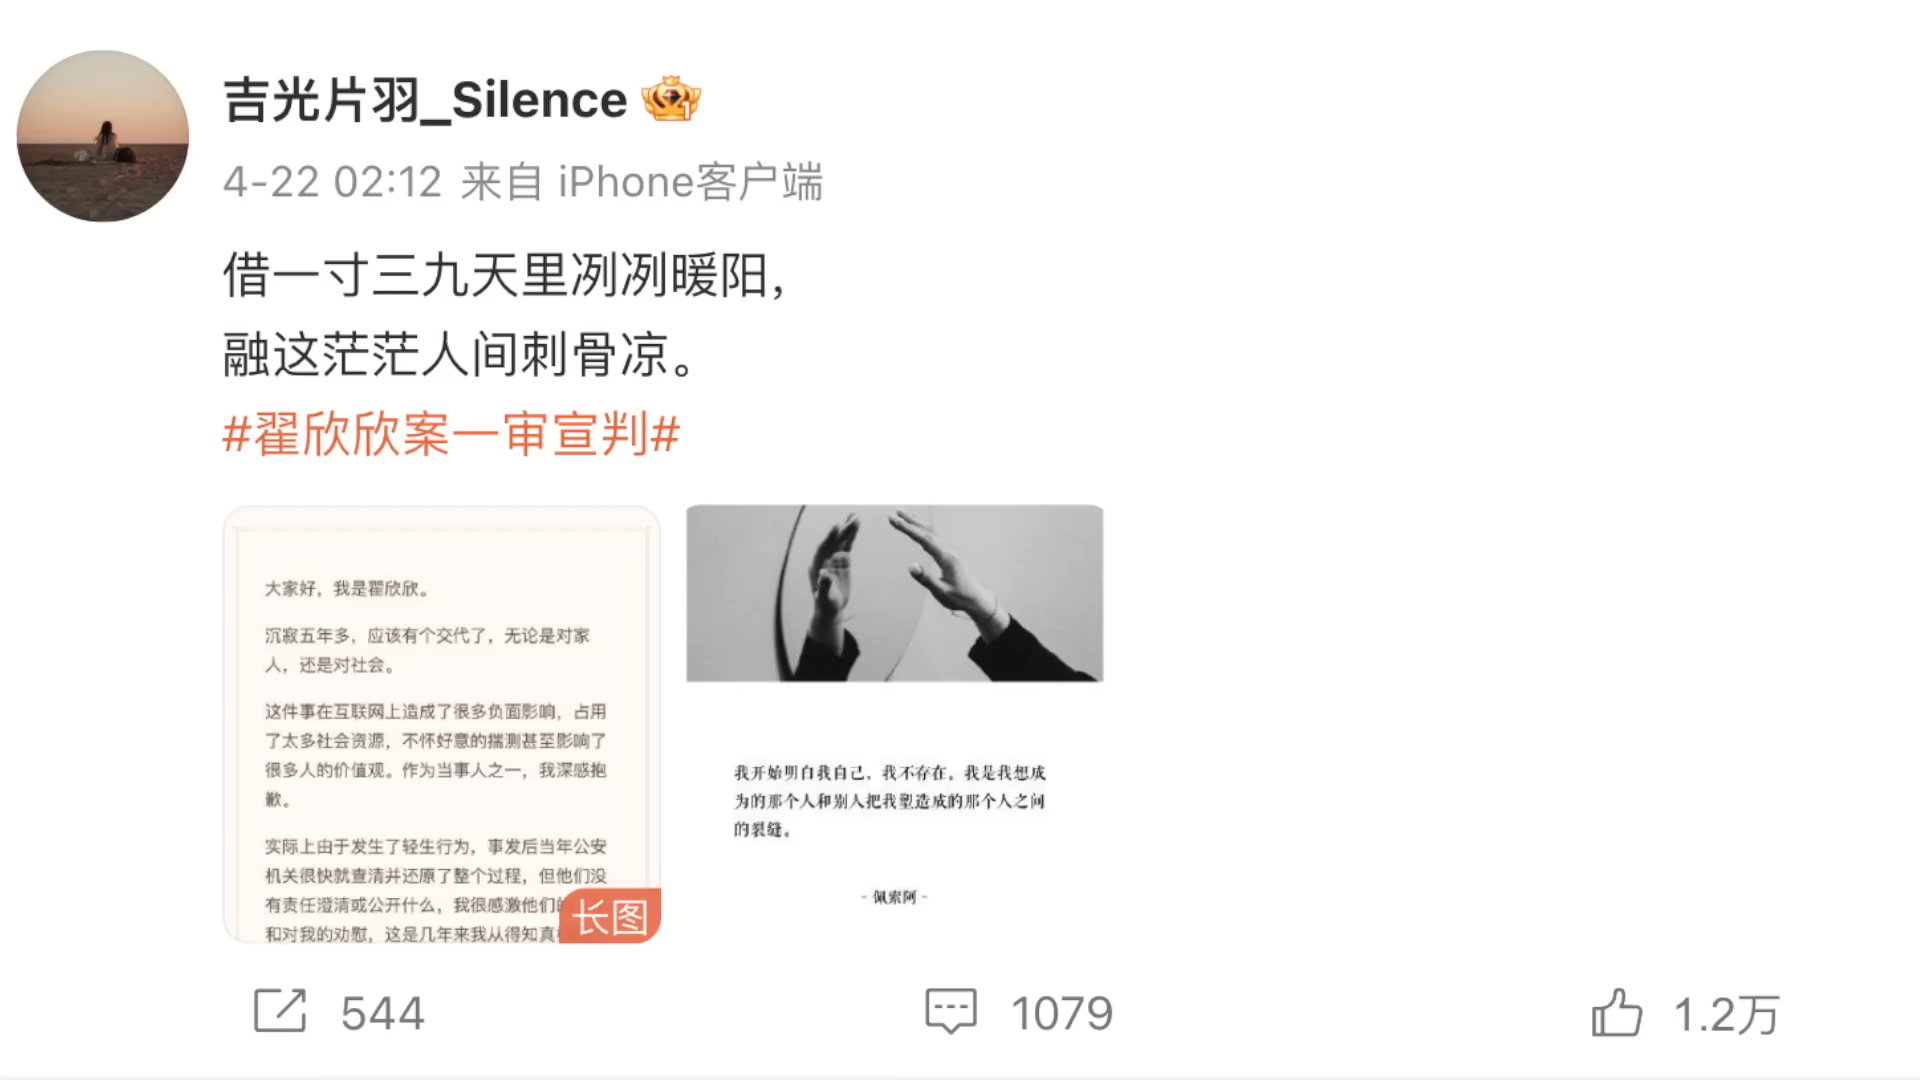 吉光片羽_Silence
4-22 02:12 来自 iPhone客户端
借一寸三九天里冽冽暖阳，
融这茫茫人间刺骨凉。
#翟欣欣案一审宣判#
大家好，我是翟欣欣。
沉寂五年多，应该有个交代了，无论是对家
人，还是对社会。
这件事在互联网上造成了很多负面影响，占用
了太多社会资源，不怀好意的揣测甚至影响了
很多人的价值观。作为当事人之一，我深感抱
歉。
实际上由于发生了轻生行为，事发后当年公安
机关很快就查清并还原了整个过程，但他们没
有责任澄清或公开什么，我很感激他们
和对我的劝慰，这是几年来我从得知真
长图
我开始明白我自己。我不存在。我是我想成
为的那个人和别人把我塑造成的那个人之间
的裂缝。
- 佩索阿 -
544
1079
1.2万